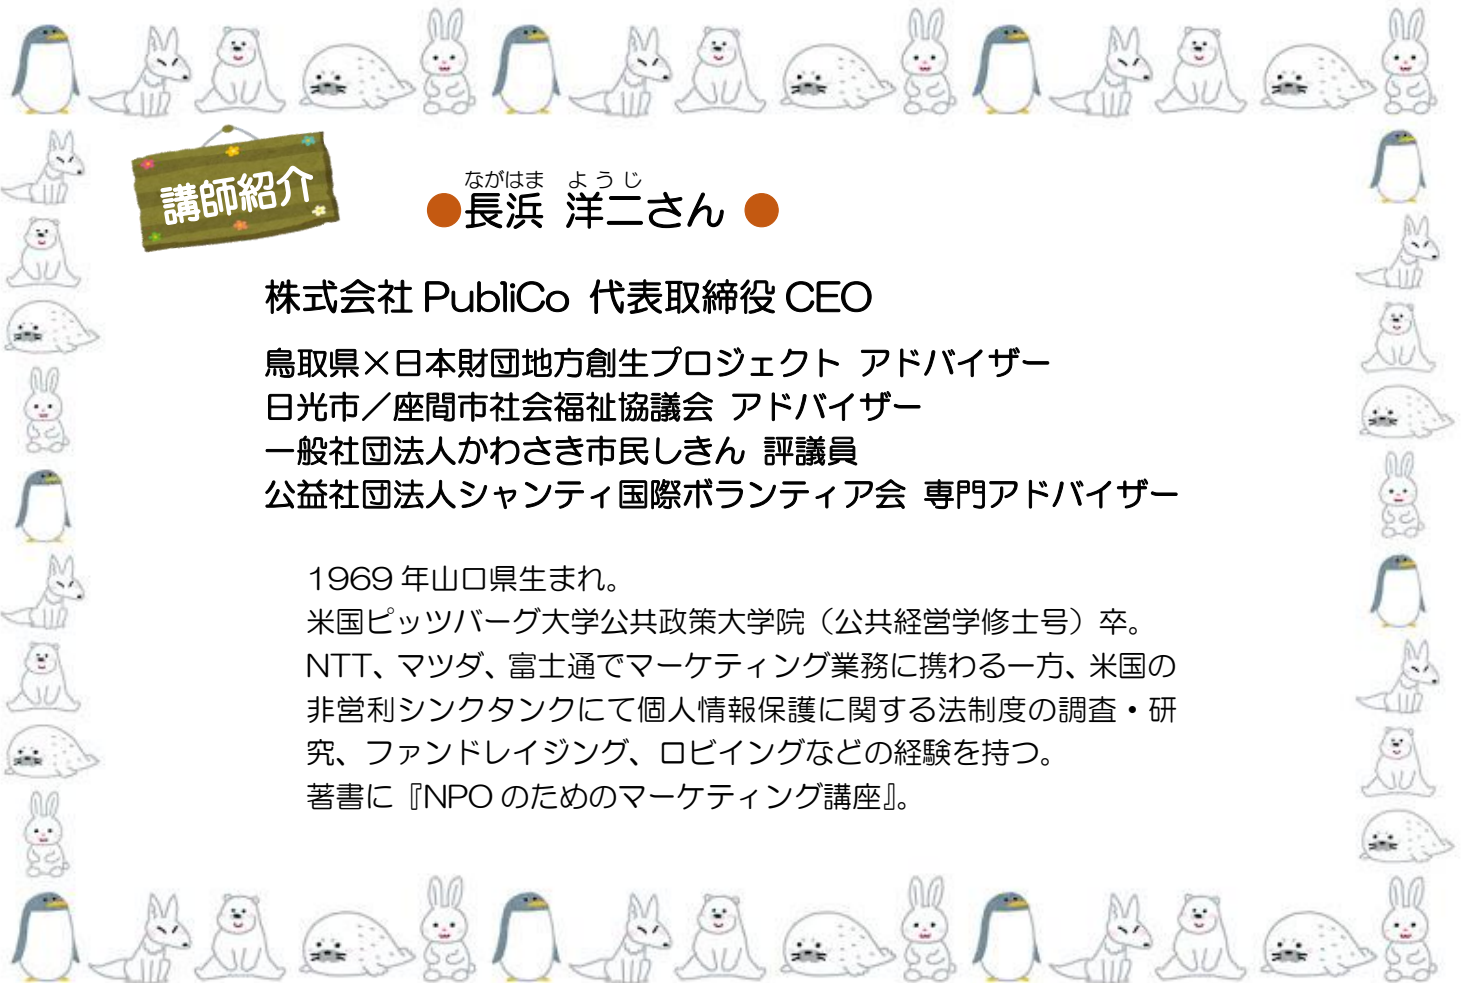 講師紹介
ながはま ようじ
●長浜 洋二さん ●
株式会社 PubliCo 代表取締役 CEO
鳥取県×日本財団地方創生プロジェクト アドバイザー
日光市／座間市社会福祉協議会 アドバイザー
一般社団法人かわさき市民しきん 評議員
公益社団法人シャンティ国際ボランティア会 専門アドバイザー
1969 年山口県生まれ。
米国ピッツバーグ大学公共政策大学院（公共経営学修士号）卒。
NTT、マツダ、富士通でマーケティング業務に携わる一方、米国の
非営利シンクタンクにて個人情報保護に関する法制度の調査・研
究、ファンドレイジング、ロビイングなどの経験を持つ。
著書に『NPO のためのマーケティング講座』。